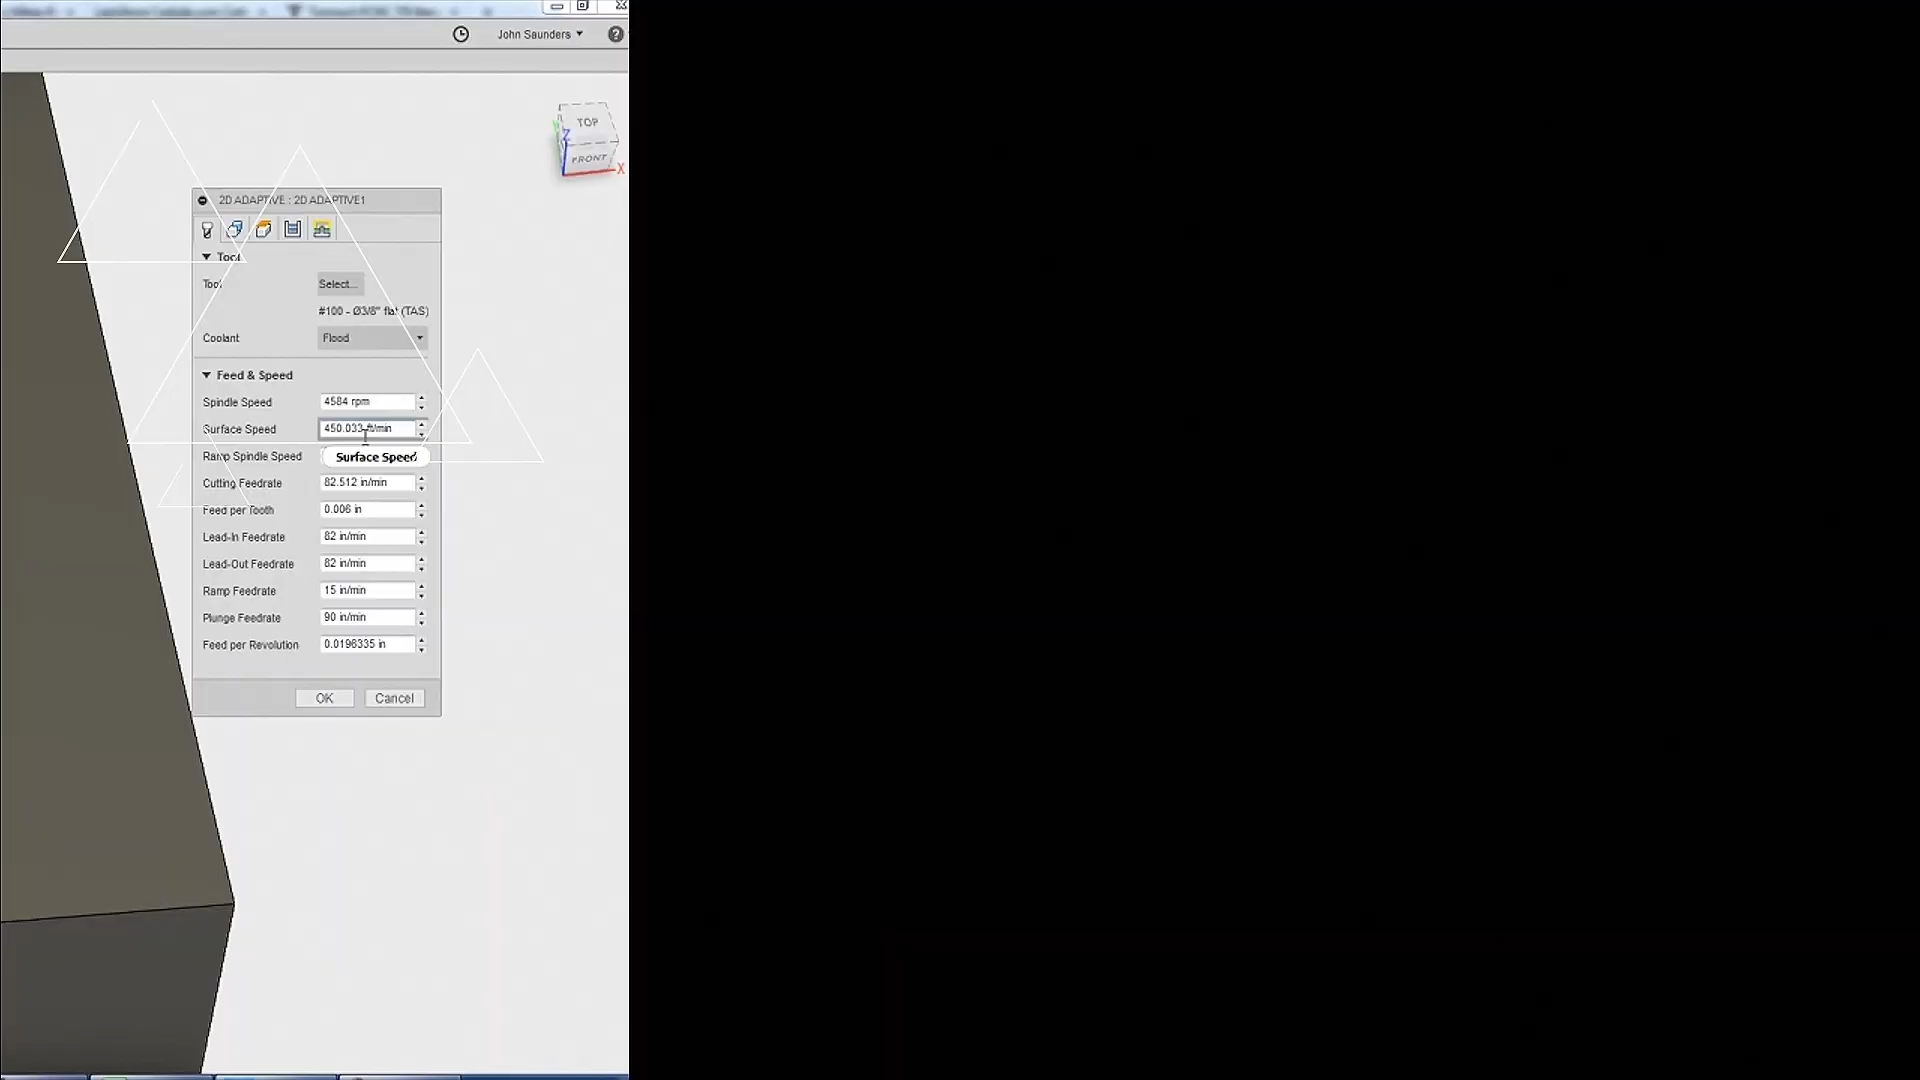 John Saunders
?
TOP
Z
FRONT
X
2D ADAPTIVE : 2D ADAPTIVE1
Tool
Tool Select...
#100 - Ø3/8" flat (TAS)
Coolant Flood
Feed & Speed
Spindle Speed 4584 rpm
Surface Speed 450.033 ft/min
Ramp Spindle Speed
Surface Speed
Cutting Feedrate 82.512 in/min
Feed per Tooth 0.006 in
Lead-In Feedrate 82 in/min
Lead-Out Feedrate 82 in/min
Ramp Feedrate 15 in/min
Plunge Feedrate 90 in/min
Feed per Revolution 0.0196335 in
OK Cancel